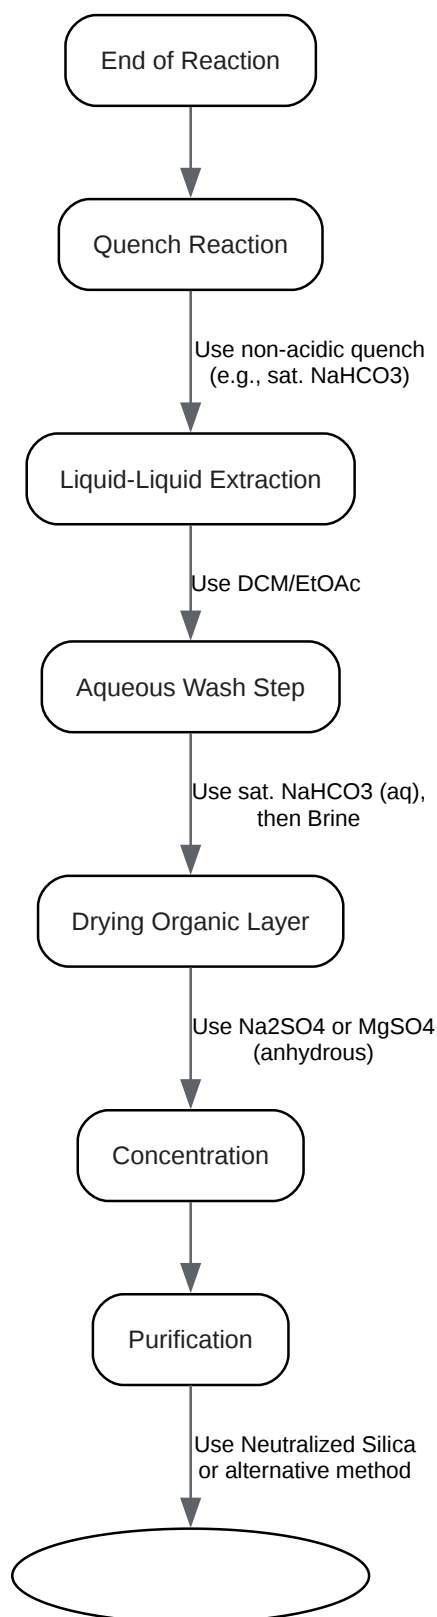 End of Reaction
Quench Reaction
Use non-acidic quench
(e.g., sat. NaHCO3)
Liquid-Liquid Extraction
Use DCM/EtOAc
Aqueous Wash Step
Use sat. NaHCO3 (aq),
then Brine
Drying Organic Layer
Use Na2SO4 or MgSO4
(anhydrous)
Concentration
Purification
Use Neutralized Silica
or alternative method